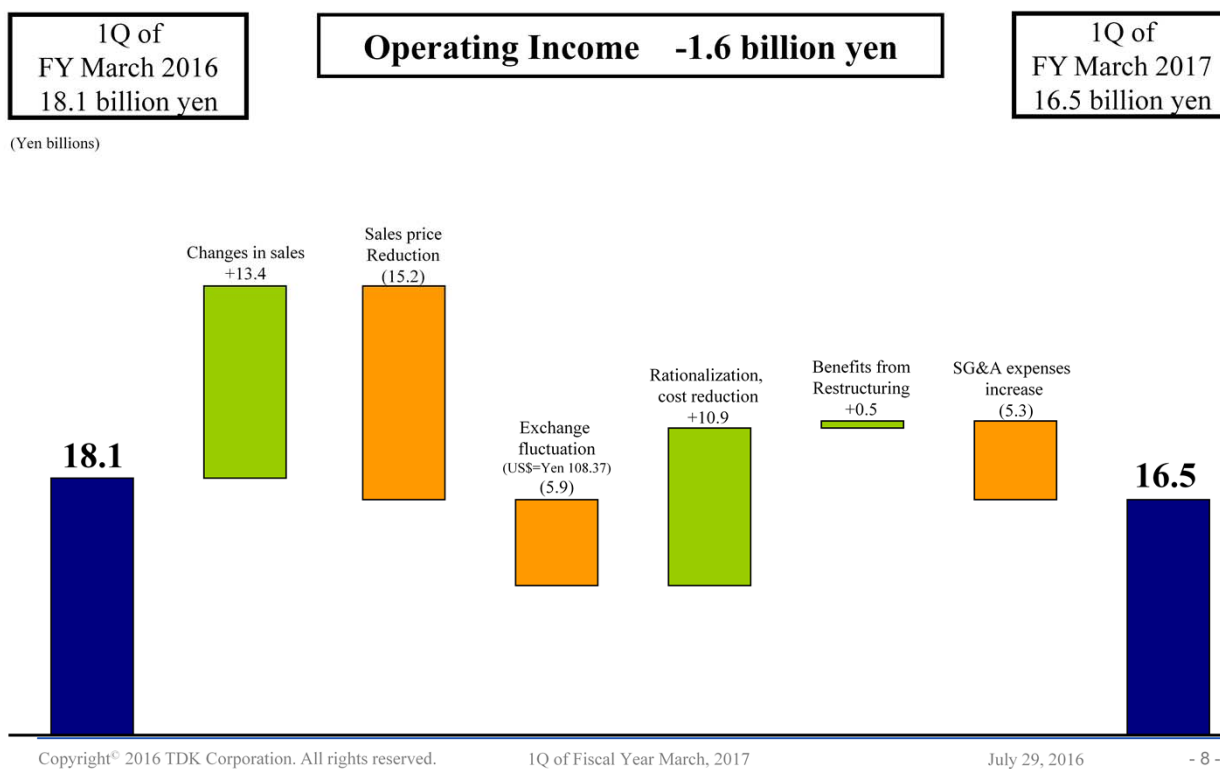 1Q of
FY March 2016
18.1 billion yen
Operating Income -1.6 billion yen
1Q of
FY March 2017
16.5 billion yen
(Yen billions)
18.1
Changes in sales
+13.4
Sales price
Reduction
(15.2)
Exchange
fluctuation
(US$=Yen 108.37)
(5.9)
Rationalization,
cost reduction
+10.9
Benefits from
Restructuring
+0.5
SG&A expenses
increase
(5.3)
16.5
Copyright© 2016 TDK Corporation. All rights reserved.
1Q of Fiscal Year March, 2017
July 29, 2016
- 8 -